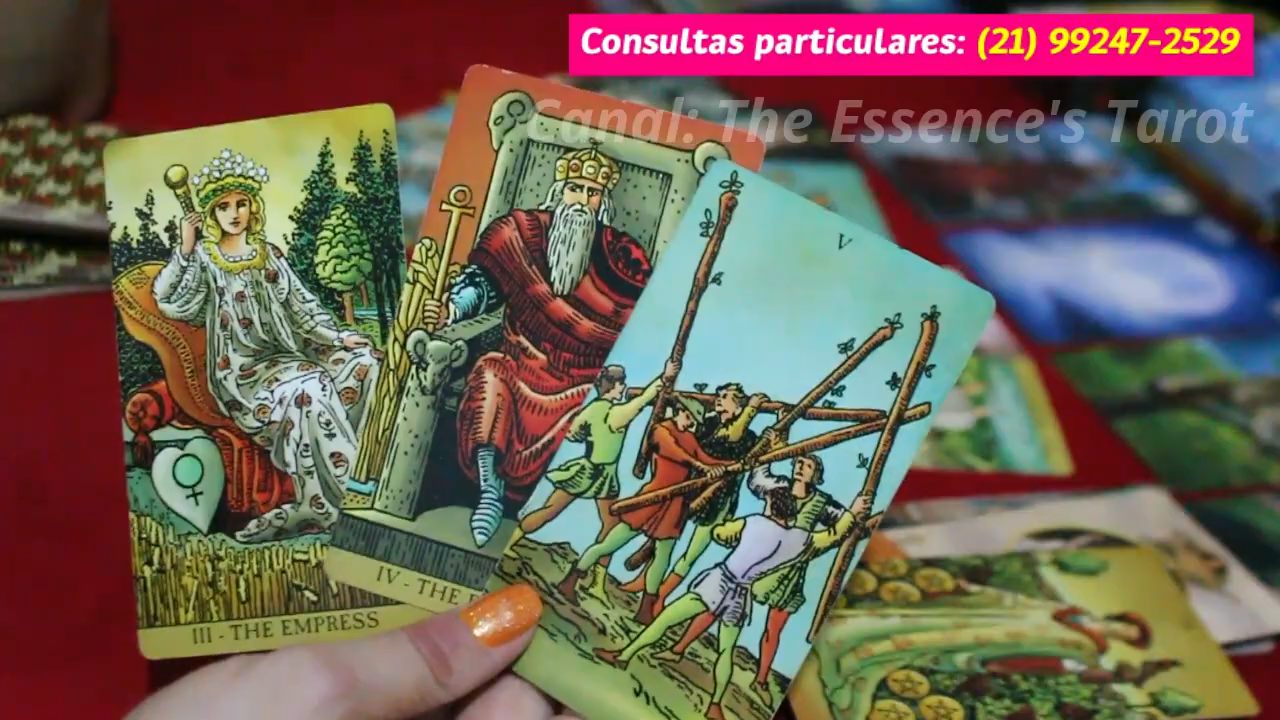 Consultas particulares: (21) 99247-2529
Canal: The Essence's Tarot
V
III - THE EMPRESS
IV - THE